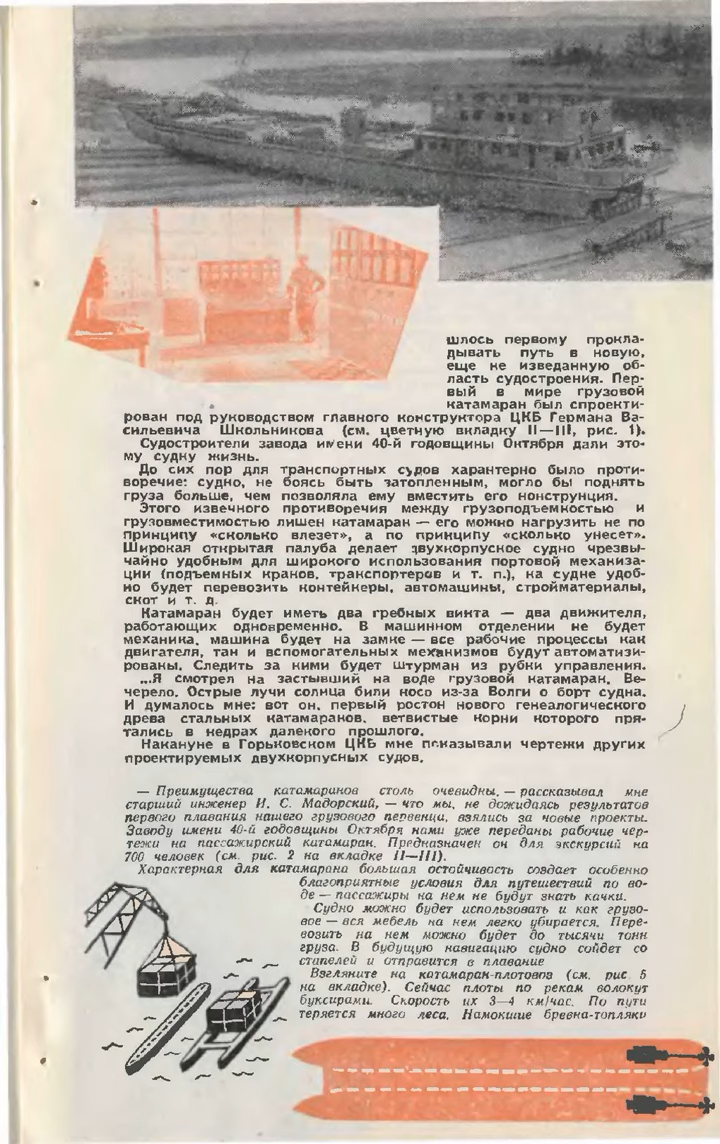 шлось первому прокла-
дывать путь в новую,
еще не изведанную об-
ласть судостроения. Пер-
вый в мире грузовой
катамаран был спроекти-
рован под руководством главного конструктора ЦКБ Германа Ва-
сильевича Школьникова (см. цветную вкладку II—III, рис. 1).
Судостроители завода имени 40-й годовщины Октября дали это-
му судну жизнь.
До сих пор для транспортных судов характерно было проти-
воречие: судно, не боясь быть затопленным, могло бы поднять
груза больше, чем позволяла ему вместить его конструкция.
Этого извечного противоречия между грузоподъемностью и
грузовместимостью лишен катамаран — его можно нагрузить не по
принципу «сколько влезет», а по принципу «сколько унесет».
Широкая открытая палуба делает двухкорпусное судно чрезвы-
чайно удобным для широкого использования портовой механиза-
ции (подъемных кранов, транспортеров и т. п.), на судне удоб-
но будет перевозить контейнеры, автомашины, стройматериалы,
скот и т. д.
Катамаран будет иметь два гребных винта — два движителя,
работающих одновременно. В машинном отделении не будет
механика, машина будет на замке — все рабочие процессы как
двигателя, так и вспомогательных механизмов будут автоматизи-
рованы. Следить за ними будет штурман из рубки управления.
...Я смотрел на застывший на воде грузовой катамаран. Ве-
черело. Острые лучи солнца били косо из-за Волги о борт судна.
И думалось мне: вот он, первый росток нового генеалогического
древа стальных катамаранов, ветвистые корни которого пря-
тались в недрах далекого прошлого.
Накануне в Горьковском ЦКБ мне показывали чертежи других
проектируемых двухкорпусных судов.
— Преимущества катамаранов столь очевидны, — рассказывал мне
старший инженер И. С. Мадорский, — что мы, не дожидаясь результатов
первого плавания нашего грузового первенца, взялись за новые проекты.
Заводу имени 40-й годовщины Октября нами уже переданы рабочие чер-
тежи на пассажирский катамаран. Предназначен он для экскурсий на
700 человек (см. рис. 2 на вкладке II—III).
Характерная для катамарана большая остойчивость создает особенно
благоприятные условия для путешествий по во-
де — пассажиры на нем не будут знать качки.
Судно можно будет использовать и как грузо-
вое — вся мебель на нем легко убирается. Пере-
возить на нем можно будет до тысячи тонн
груза. В будущую навигацию судно сойдет со
стапелей и отправится в плавание
Взгляните на катамаран-плотовоз (см. рис 5
на вкладке). Сейчас плоты по рекам волокут
буксирами. Скорость их 3—4 км/час. По пути
теряется много леса. Намокшие бревна-топляки